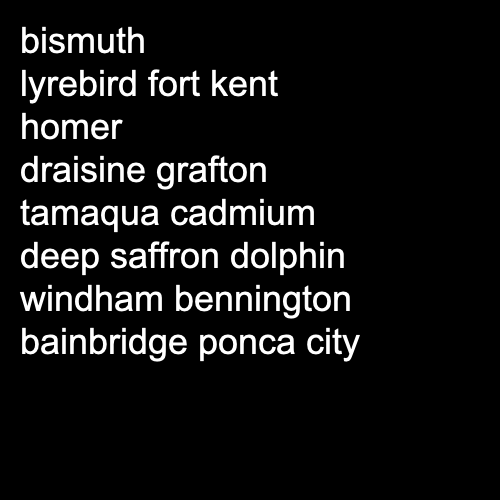 bismuth
lyrebird fort kent
homer
draisine grafton
tamaqua cadmium
deep saffron dolphin
windham bennington
bainbridge ponca city